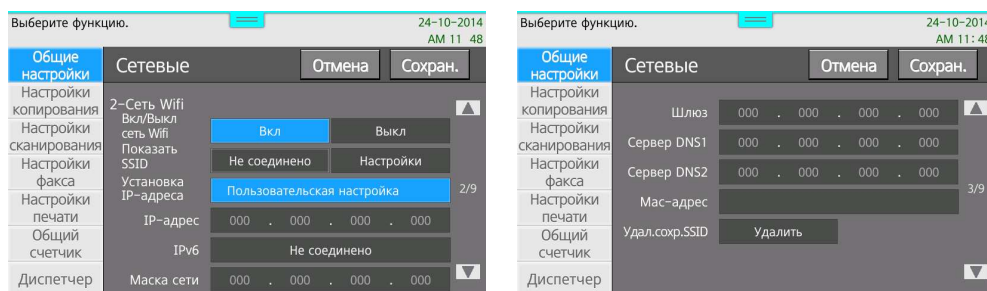 Выберите функцию.
24-10-2014
AM 11 48
Общие
настройки
Настройки
копирования
Настройки
сканирования
Настройки
факса
Настройки
печати
Общий
счетчик
Диспетчер
Сетевые
Отмена
Сохран.
2-Сеть Wifi
Вкл/Выкл
сеть Wifi
Вкл
Выкл
Показать
SSID
Не соединено
Настройки
Установка
IP-адреса
Пользовательская настройка
2/9
IP-адрес
000 . 000 . 000 . 000
IPv6
Не соединено
Маска сети
000 . 000 . 000 . 000
Выберите функцию.
24-10-2014
AM 11:48
Общие
настройки
Настройки
копирования
Настройки
сканирования
Настройки
факса
Настройки
печати
Общий
счетчик
Диспетчер
Сетевые
Отмена
Сохран.
Шлюз
000 . 000 . 000 . 000
Сервер DNS1
000 . 000 . 000 . 000
Сервер DNS2
000 . 000 . 000 . 000
3/9
Мас-адрес
Удал.сохр.SSID
Удалить